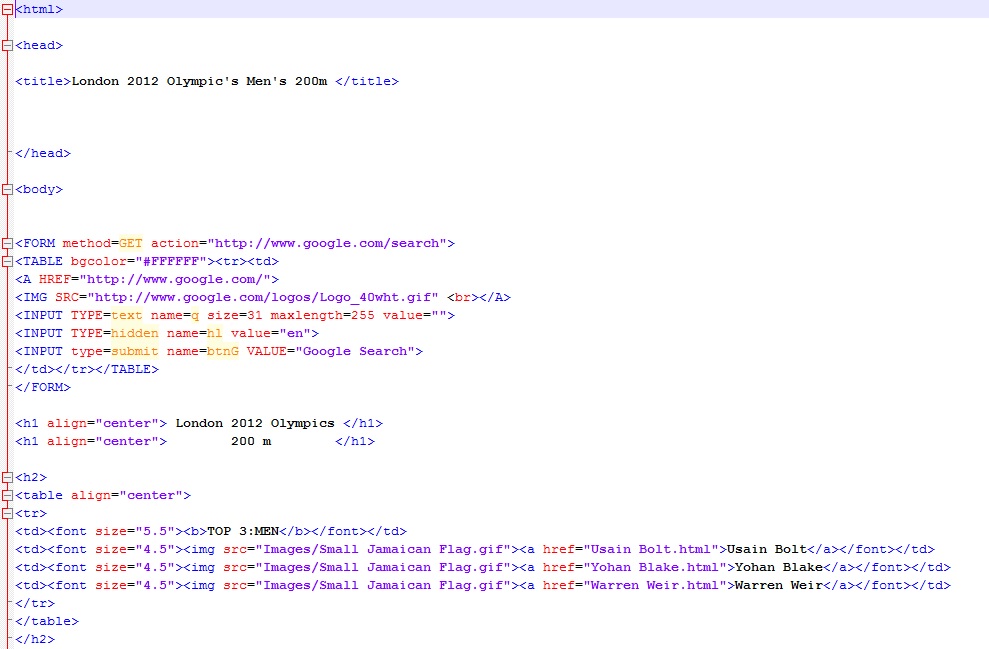 <html>
<head>
<title>London 2012 Olympic's Men's 200m </title>
</head>
<body>
<FORM method=GET action="http://www.google.com/search">
<TABLE bgcolor="#FFFFFF"><tr><td>
<A HREF="http://www.google.com/">
<IMG SRC="http://www.google.com/logos/Logo_40wht.gif" <br></A>
<INPUT TYPE=text name=q size=31 maxlength=255 value="">
<INPUT TYPE=hidden name=hl value="en">
<INPUT type=submit name=btnG VALUE="Google Search">
</td></tr></TABLE>
</FORM>
<h1 align="center"> London 2012 Olympics </h1>
<h1 align="center">        200 m        </h1>
<h2>
<table align="center">
<tr>
<td><font size="5.5"><b>TOP 3:MEN</b></font></td>
<td><font size="4.5"><img src="Images/Small Jamaican Flag.gif"><a href="Usain Bolt.html">Usain Bolt</a></font></td>
<td><font size="4.5"><img src="Images/Small Jamaican Flag.gif"><a href="Yohan Blake.html">Yohan Blake</a></font></td>
<td><font size="4.5"><img src="Images/Small Jamaican Flag.gif"><a href="Warren Weir.html">Warren Weir</a></font></td>
</tr>
</table>
</h2>